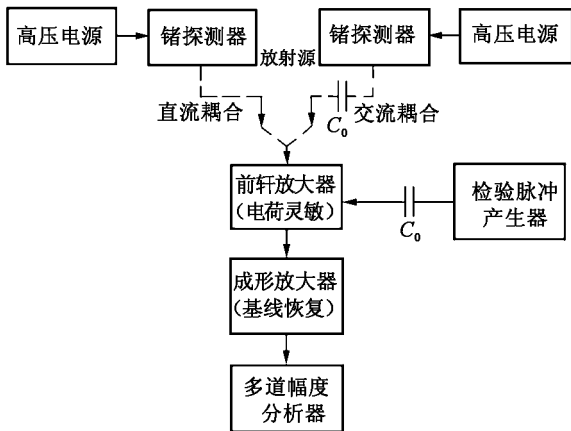 高压电源
锗探测器
放射源
锗探测器
高压电源
直流耦合
C₀
交流耦合
前轩放大器
(电荷灵敏)
C₀
检验脉冲
产生器
成形放大器
(基线恢复)
多道幅度
分析器